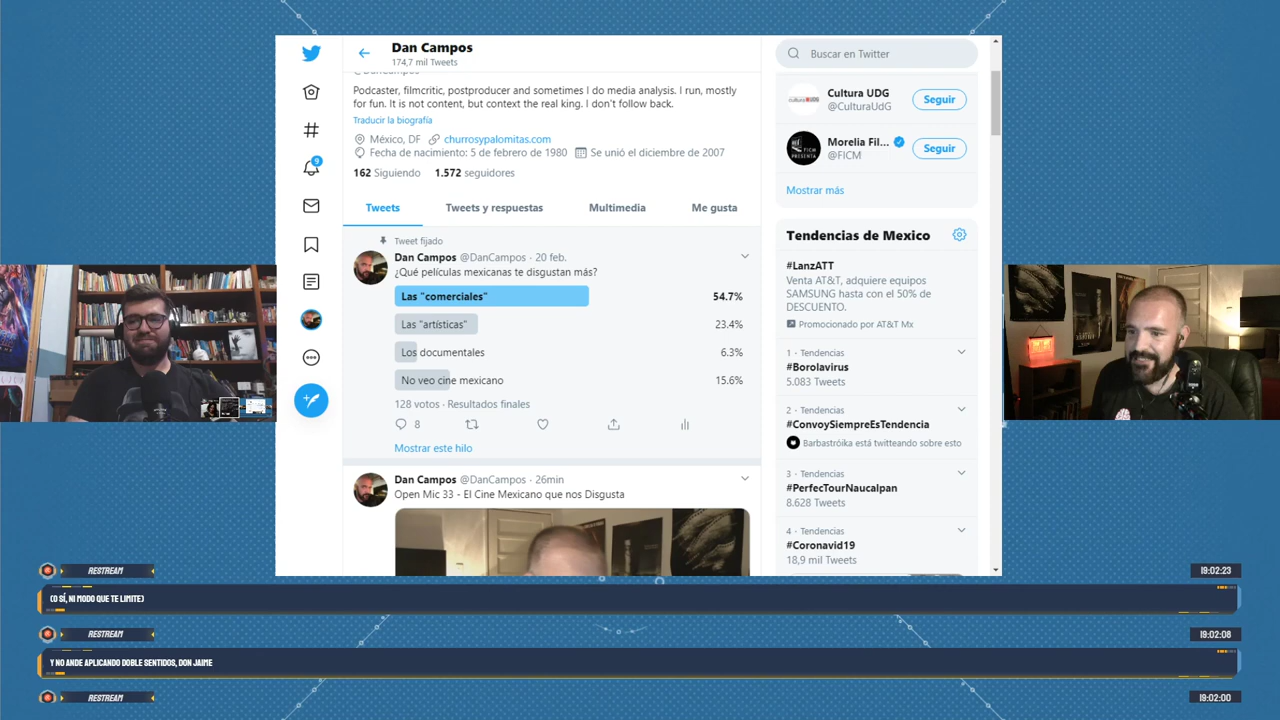 Dan Campos
174,7 mil Tweets
Podcaster, filmcritic, postproducer and sometimes I do media analysis. I run, mostly
for fun. It is not content, but context the real king. I don't follow back.
Traducir la biografía
México, DF churrosypalomitas.com
Fecha de nacimiento: 5 de febrero de 1980 Se unió el diciembre de 2007
162 Siguiendo 1.572 seguidores
Tweets Tweets y respuestas Multimedia Me gusta
Tweet fijado
Dan Campos @DanCampos · 20 feb.
¿Qué películas mexicanas te disgustan más?
Las "comerciales" 54.7%
Las "artísticas" 23.4%
Los documentales 6.3%
No veo cine mexicano 15.6%
128 votos · Resultados finales
8
Mostrar este hilo
Dan Campos @DanCampos · 26min
Open Mic 33 - El Cine Mexicano que nos Disgusta
9
Buscar en Twitter
Cultura UDG
@CulturaUdG
Seguir
Morelia Fil...
@FICM
Seguir
Mostrar más
Tendencias de Mexico
#LanzATT
Venta AT&T, adquiere equipos
SAMSUNG hasta con el 50% de
DESCUENTO.
Promocionado por AT&T Mx
1 · Tendencias
#Borolavirus
5.083 Tweets
2 · Tendencias
#ConvoySiempreEsTendencia
Barbastróika está twitteando sobre esto
3 · Tendencias
#PerfecTourNaucalpan
8.628 Tweets
4 · Tendencias
#Coronavid19
18,9 mil Tweets
RESTREAM 19:02:23
(O SÍ, NI MODO QUE TE LIMITE)
RESTREAM 19:02:08
Y NO ANDE APLICANDO DOBLE SENTIDOS, DON JAIME
RESTREAM 19:02:00